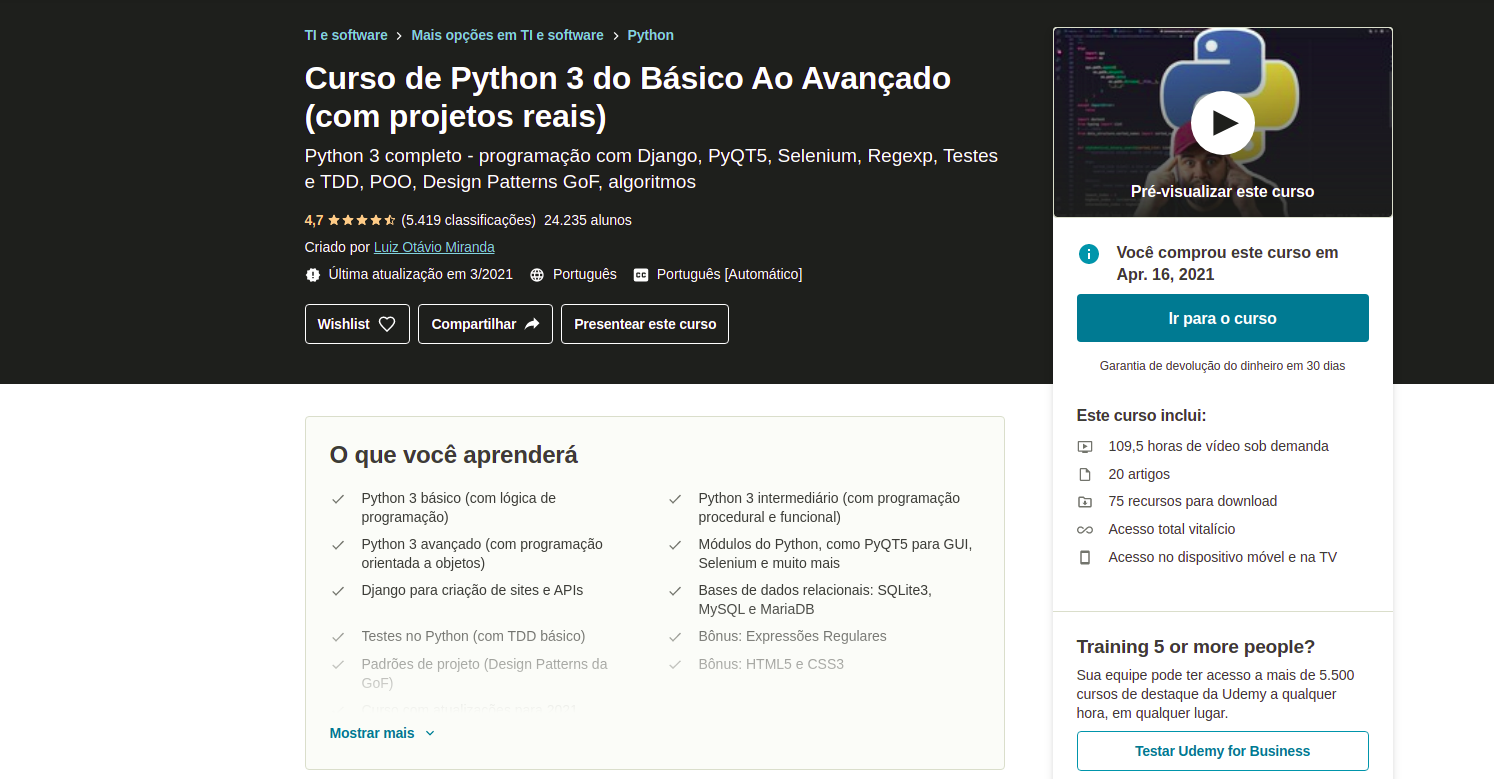 TI e software > Mais opções em TI e software > Python
Curso de Python 3 do Básico Ao Avançado
(com projetos reais)
Python 3 completo - programação com Django, PyQT5, Selenium, Regexp, Testes
e TDD, POO, Design Patterns GoF, algoritmos
4,7 (5.419 classificações) 24.235 alunos
Criado por Luiz Otávio Miranda
Última atualização em 3/2021 Português Português [Automático]
Wishlist Compartilhar Presentear este curso
O que você aprenderá
Python 3 básico (com lógica de
programação)
Python 3 intermediário (com programação
procedural e funcional)
Python 3 avançado (com programação
orientada a objetos)
Módulos do Python, como PyQT5 para GUI,
Selenium e muito mais
Django para criação de sites e APIs
Bases de dados relacionais: SQLite3,
MySQL e MariaDB
Testes no Python (com TDD básico)
Bônus: Expressões Regulares
Padrões de projeto (Design Patterns da
GoF)
Bônus: HTML5 e CSS3
Mostrar mais
Pré-visualizar este curso
Você comprou este curso em
Apr. 16, 2021
Ir para o curso
Garantia de devolução do dinheiro em 30 dias
Este curso inclui:
109,5 horas de vídeo sob demanda
20 artigos
75 recursos para download
Acesso total vitalício
Acesso no dispositivo móvel e na TV
Training 5 or more people?
Sua equipe pode ter acesso a mais de 5.500
cursos de destaque da Udemy a qualquer
hora, em qualquer lugar.
Testar Udemy for Business